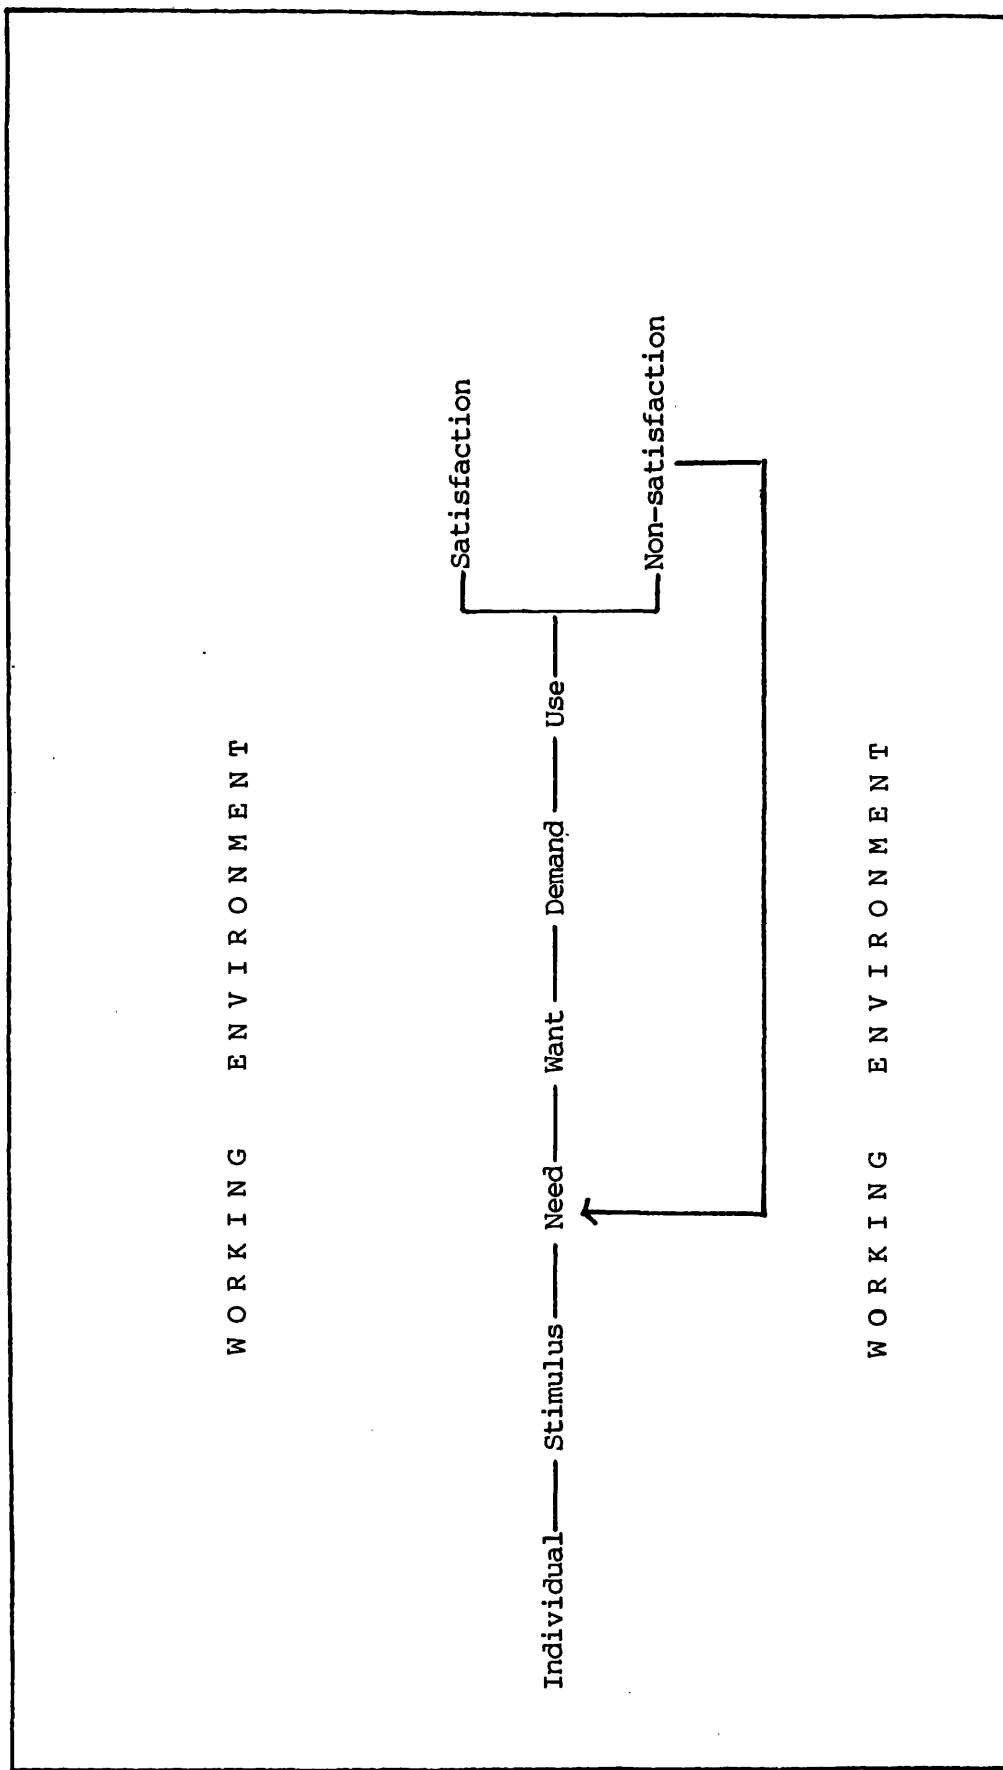 WORKING ENVIRONMENT
Satisfaction
Individual Stimulus Need Want Demand Use
Non-satisfaction
WORKING ENVIRONMENT